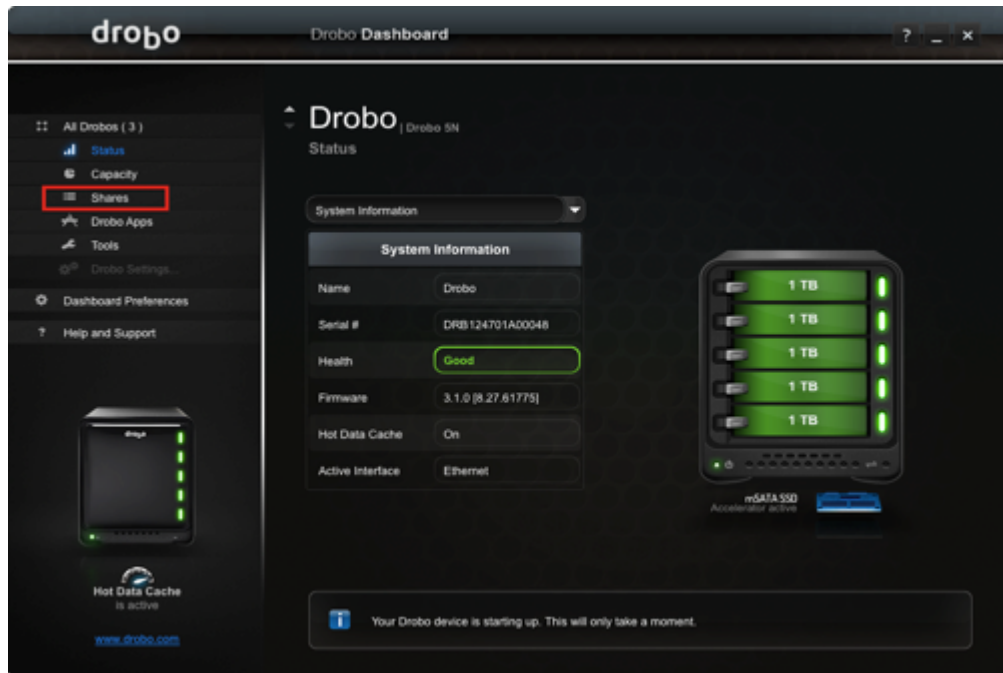 drobo
Drobo Dashboard
? _ ×
All Drobos ( 3 )
Status
Capacity
Shares
Drobo Apps
Tools
Drobo Settings...
Dashboard Preferences
? Help and Support
Drobo | Drobo 5N
Status
System Information
System Information
Name Drobo
Serial # DRB124701A00048
Health Good
Firmware 3.1.0 [8.27.61775]
Hot Data Cache On
Active Interface Ethernet
1 TB
1 TB
1 TB
1 TB
1 TB
mSATA SSD
Accelerator active
drobo
Hot Data Cache
is active
www.drobo.com
i Your Drobo device is starting up. This will only take a moment.